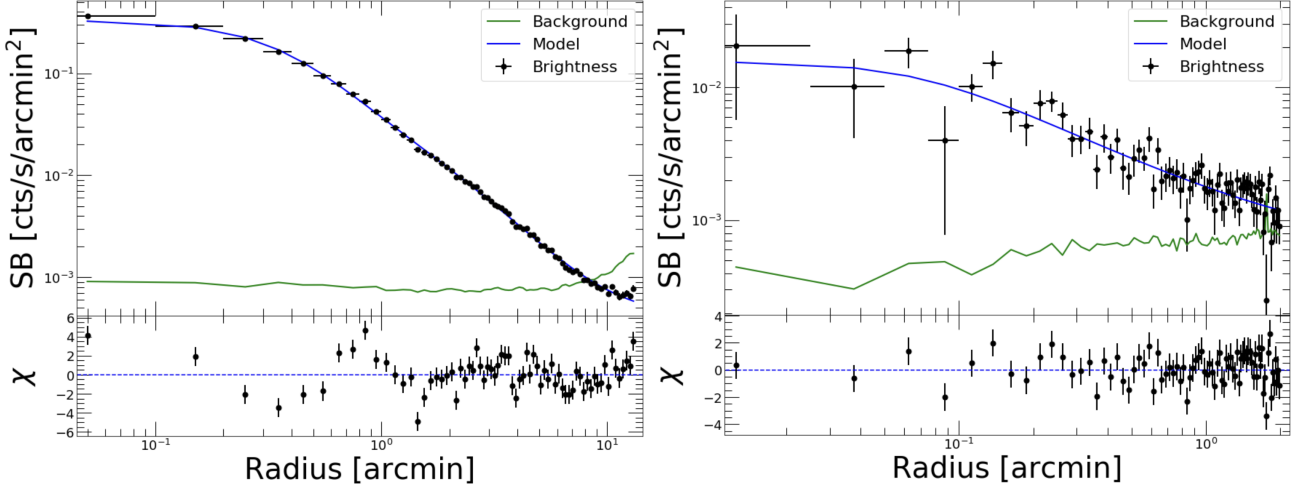 Background
Model
Brightness
SB [cts/s/arcmin²]
10⁻¹
10⁻²
10⁻³
6
4
2
0
−2
−4
−6
χ
10⁻¹
10⁰
10¹
Radius [arcmin]
Background
Model
Brightness
SB [cts/s/arcmin²]
10⁻²
10⁻³
4
2
0
−2
−4
χ
10⁻¹
10⁰
Radius [arcmin]